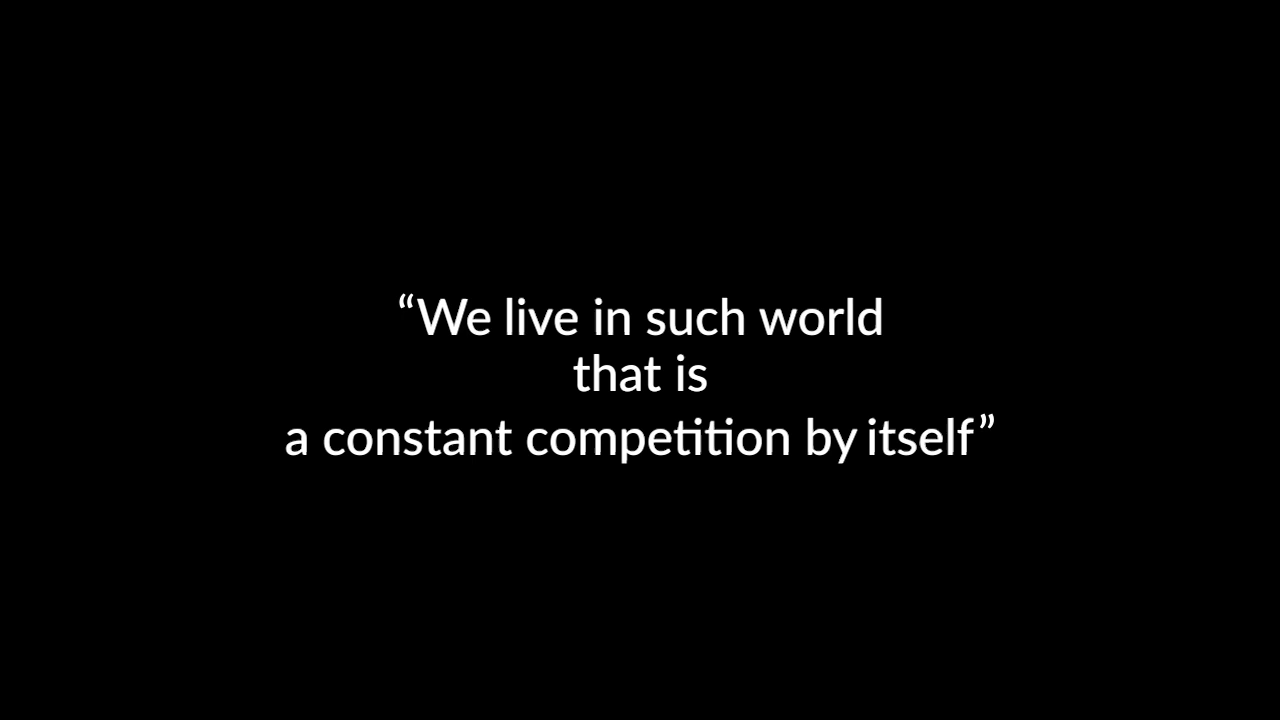 “We live in such world
that is
a constant competition by itself”